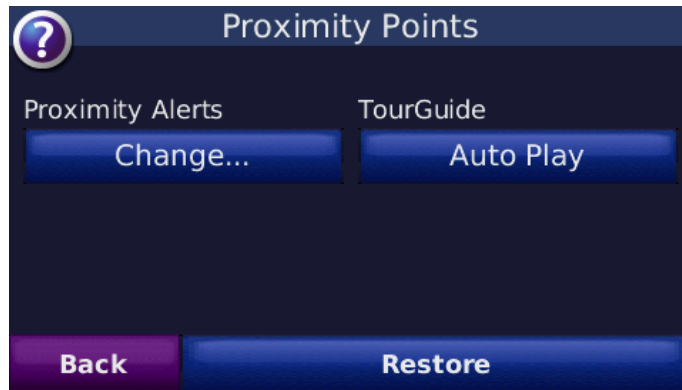 ?
Proximity Points
Proximity Alerts
TourGuide
Change...
Auto Play
Back
Restore